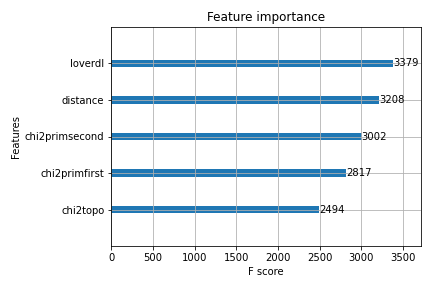 Feature importance
loverdl 3379
distance 3208
chi2primsecond 3002
chi2primfirst 2817
chi2topo 2494
Features
0 500 1000 1500 2000 2500 3000 3500
F score